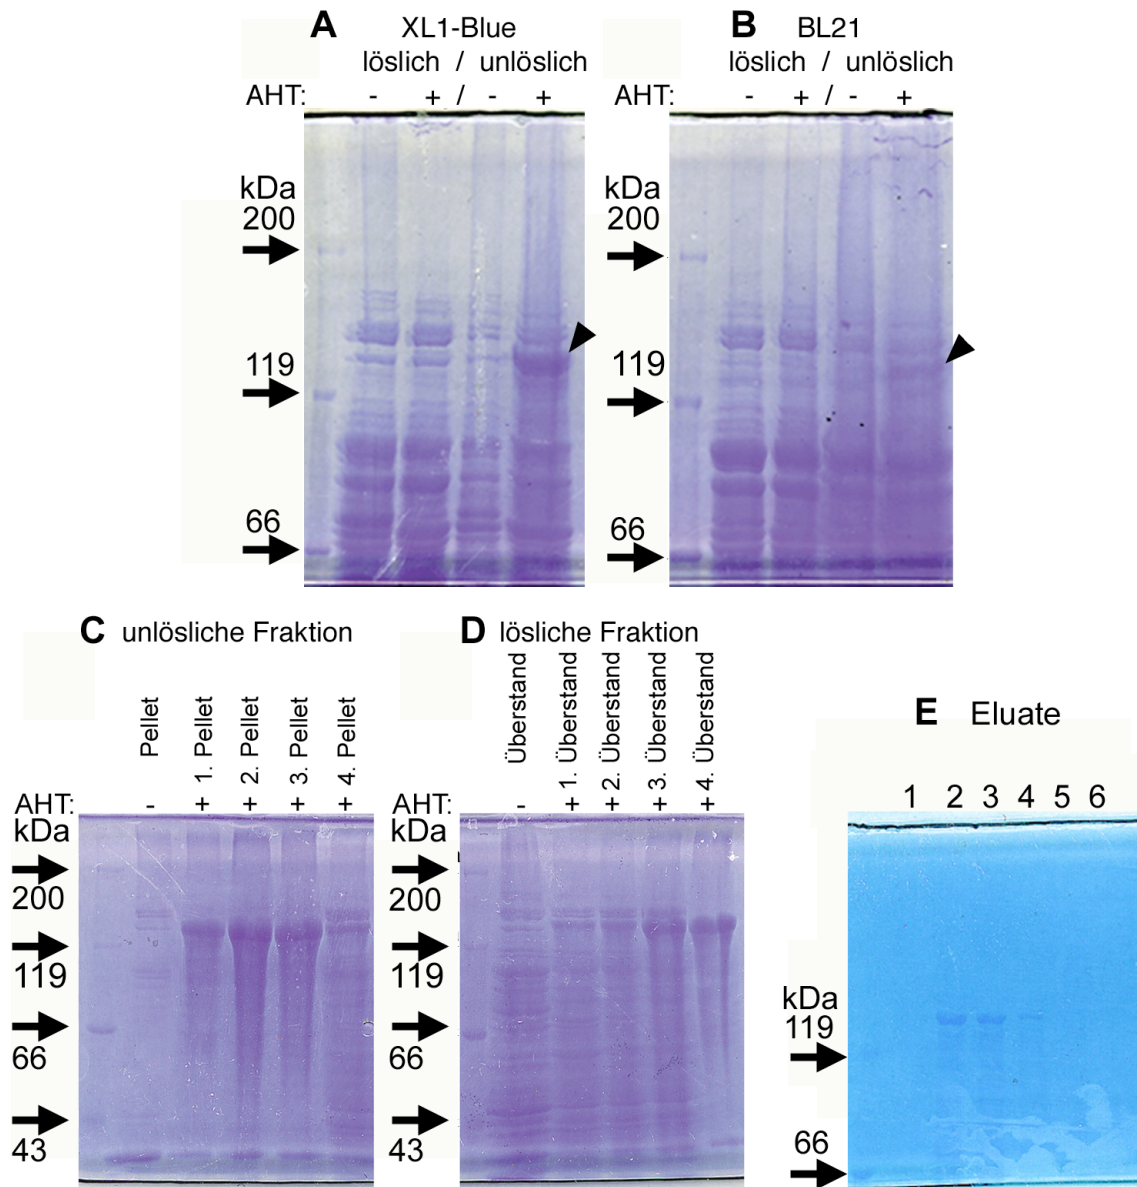 A XL1-Blue
löslich / unlöslich
AHT: - + / - +
kDa
200
119
66
B BL21
löslich / unlöslich
AHT: - + / - +
kDa
200
119
66
C unlösliche Fraktion
Pellet
1. Pellet
2. Pellet
3. Pellet
4. Pellet
AHT: - + + + +
kDa
200
119
66
43
D lösliche Fraktion
Überstand
1. Überstand
2. Überstand
3. Überstand
4. Überstand
AHT: - + + + +
kDa
200
119
66
43
E Eluate
1 2 3 4 5 6
kDa
119
66